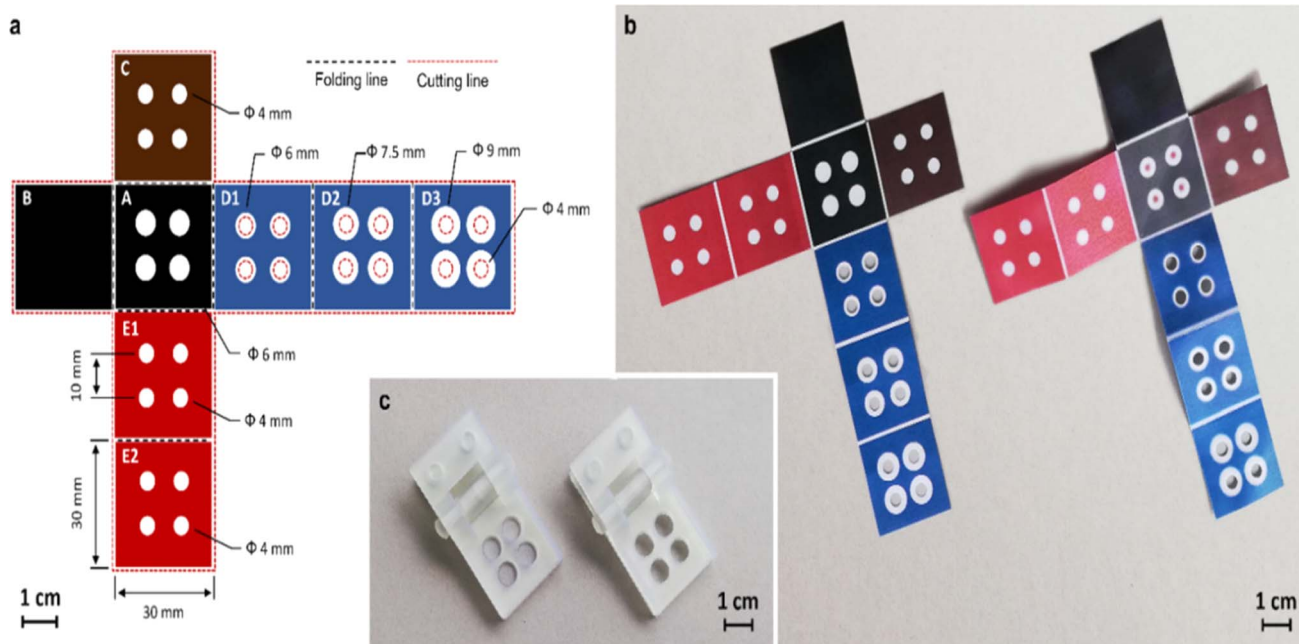 a
C
Folding line
Cutting line
Φ 4 mm
Φ 6 mm
Φ 7.5 mm
Φ 9 mm
B
A
D1
D2
D3
Φ 4 mm
E1
Φ 6 mm
10 mm
Φ 4 mm
E2
30 mm
Φ 4 mm
1 cm
30 mm
b
1 cm
c
1 cm